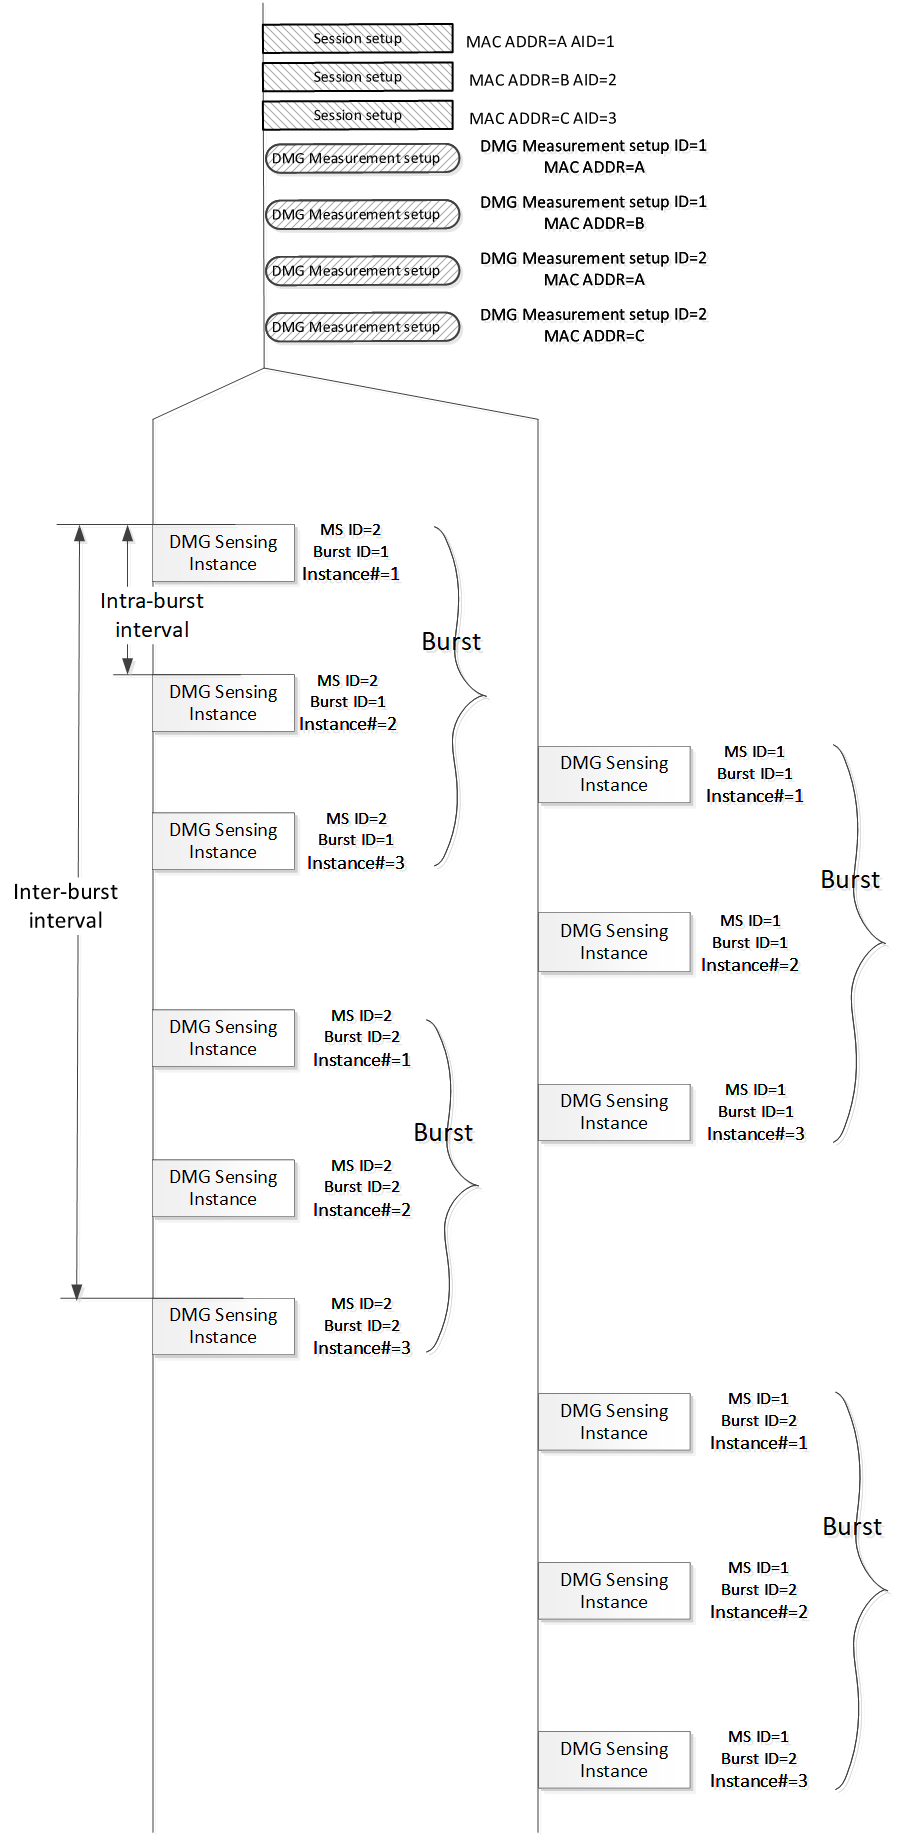 Session setup
MAC ADDR=A AID=1
Session setup
MAC ADDR=B AID=2
Session setup
MAC ADDR=C AID=3
DMG Measurement setup
DMG Measurement setup ID=1
MAC ADDR=A
DMG Measurement setup
DMG Measurement setup ID=1
MAC ADDR=B
DMG Measurement setup
DMG Measurement setup ID=2
MAC ADDR=A
DMG Measurement setup
DMG Measurement setup ID=2
MAC ADDR=C
DMG Sensing
Instance
MS ID=2
Burst ID=1
Instance#=1
Intra-burst
interval
Burst
DMG Sensing
Instance
MS ID=2
Burst ID=1
Instance#=2
DMG Sensing
Instance
MS ID=2
Burst ID=1
Instance#=3
Inter-burst
interval
DMG Sensing
Instance
MS ID=2
Burst ID=2
Instance#=1
Burst
DMG Sensing
Instance
MS ID=2
Burst ID=2
Instance#=2
DMG Sensing
Instance
MS ID=2
Burst ID=2
Instance#=3
DMG Sensing
Instance
MS ID=1
Burst ID=1
Instance#=1
Burst
DMG Sensing
Instance
MS ID=1
Burst ID=1
Instance#=2
DMG Sensing
Instance
MS ID=1
Burst ID=1
Instance#=3
DMG Sensing
Instance
MS ID=1
Burst ID=2
Instance#=1
Burst
DMG Sensing
Instance
MS ID=1
Burst ID=2
Instance#=2
DMG Sensing
Instance
MS ID=1
Burst ID=2
Instance#=3